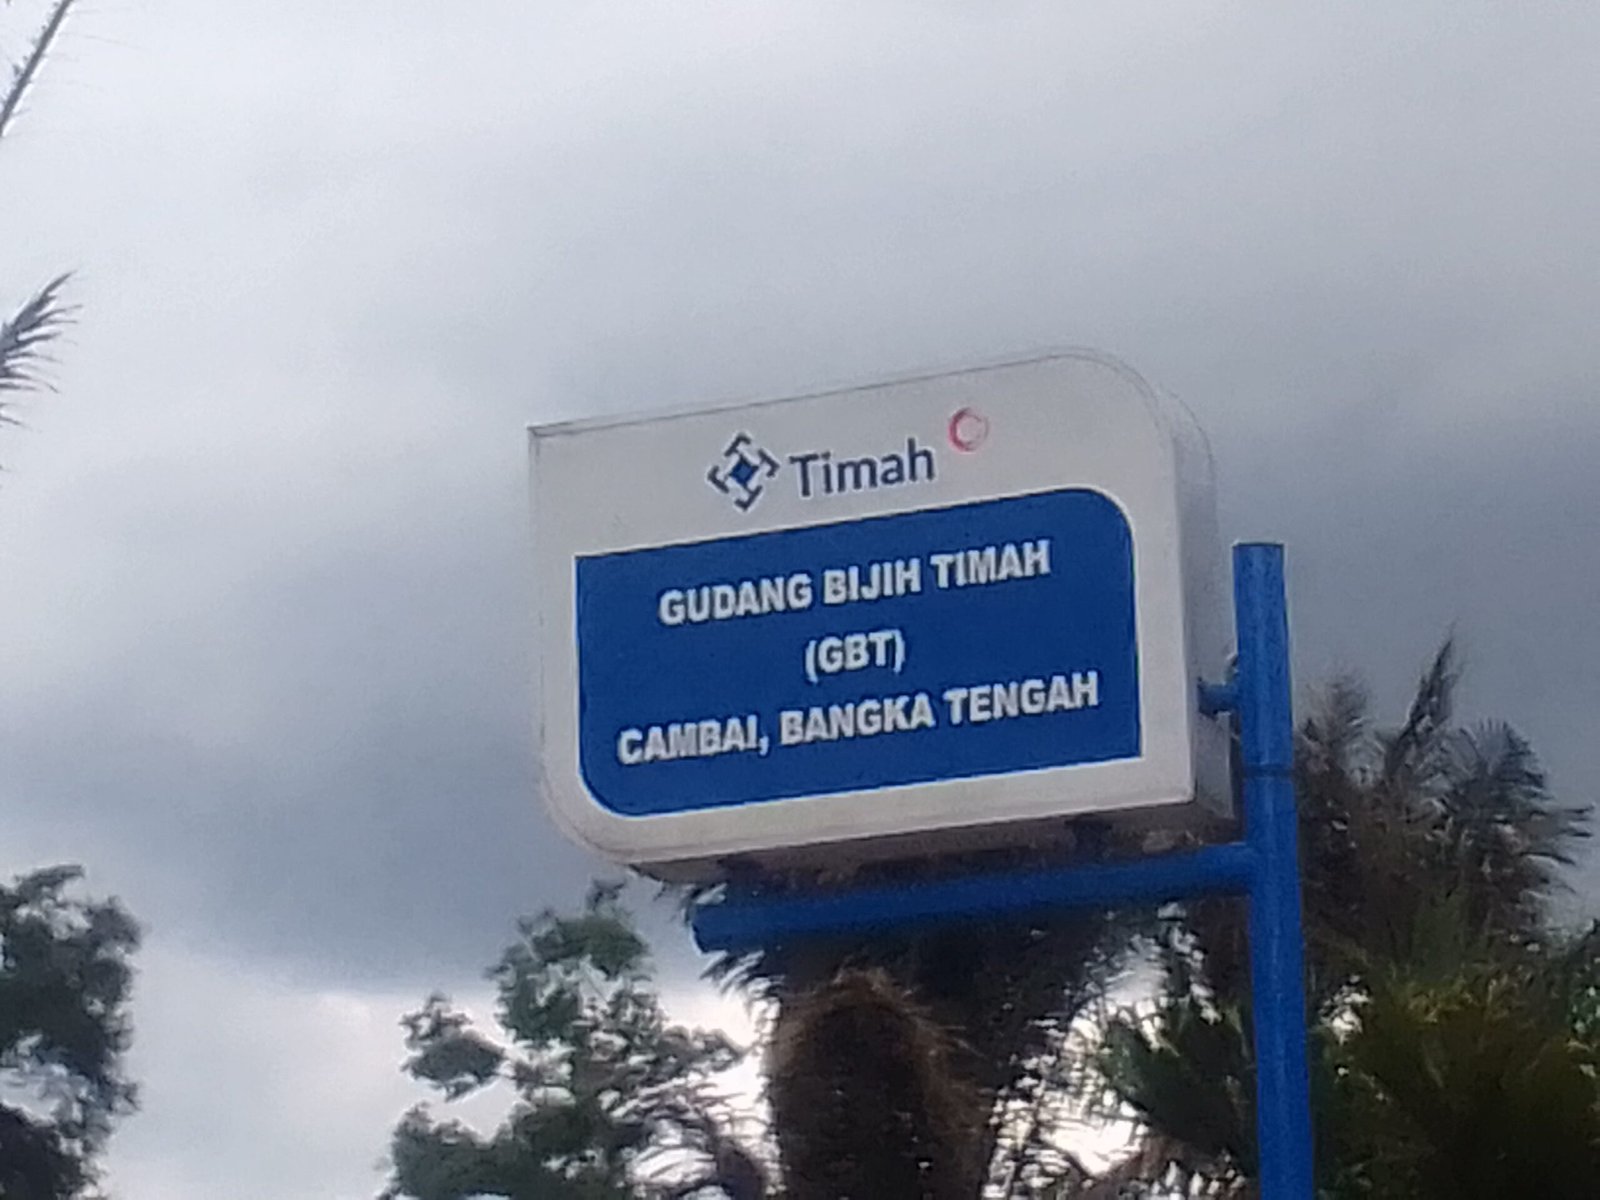 Timah
GUDANG BIJIH TIMAH
(GBT)
CAMBAI, BANGKA TENGAH